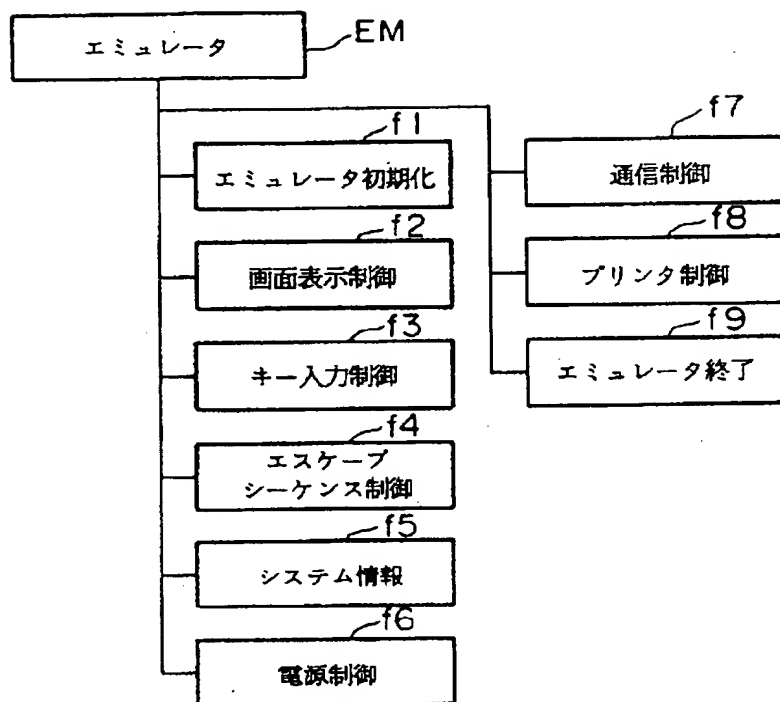 エミュレータ
EM
f1
エミュレータ初期化
f2
画面表示制御
f3
キー入力制御
f4
エスケープ
シーケンス制御
f5
システム情報
f6
電源制御
f7
通信制御
f8
プリンタ制御
f9
エミュレータ終了